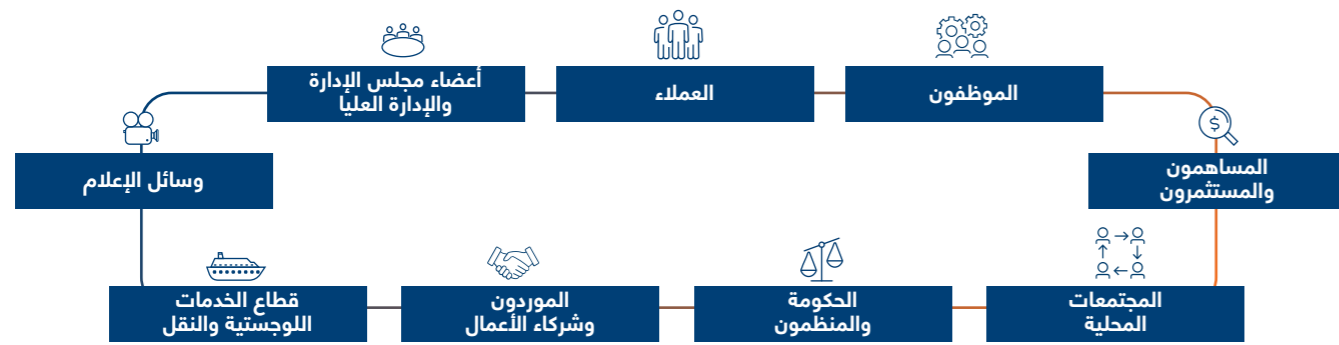 الموظفون
العملاء
أعضاء مجلس الإدارة
والإدارة العليا
المساهمون
والمستثمرون
وسائل الإعلام
المجتمعات
المحلية
الحكومة
والمنظمون
الموردون
وشركاء الأعمال
قطاع الخدمات
اللوجستية والنقل
$